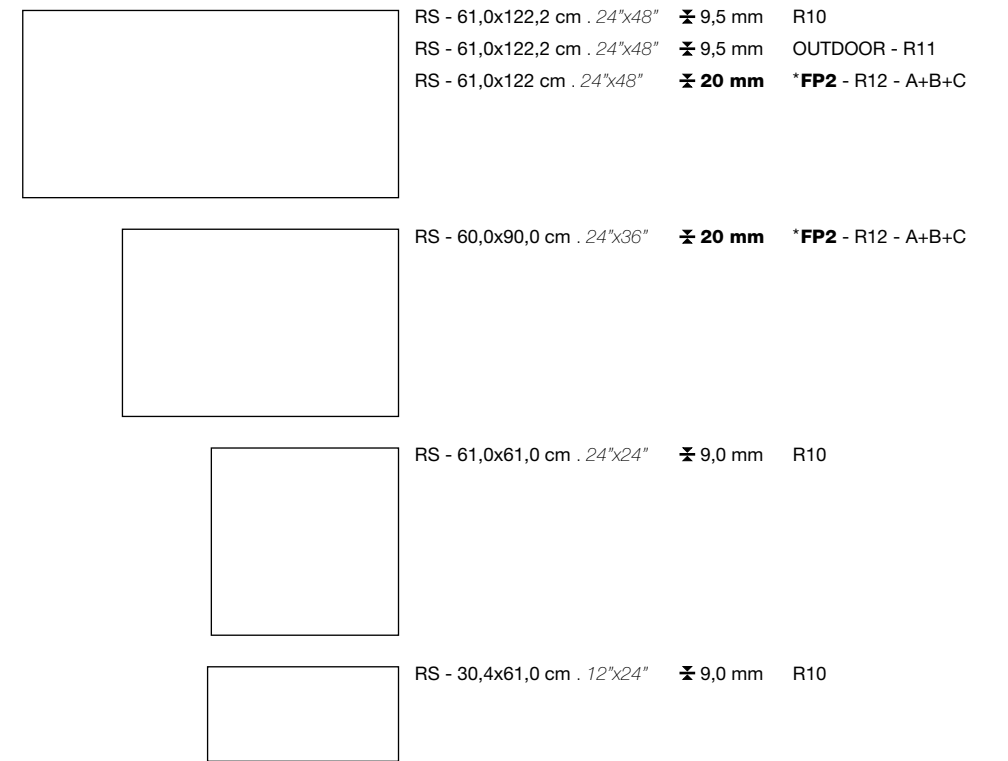 RS - 61,0x122,2 cm . 24"x48" 9,5 mm R10
RS - 61,0x122,2 cm . 24"x48" 9,5 mm OUTDOOR - R11
RS - 61,0x122 cm . 24"x48" 20 mm *FP2 - R12 - A+B+C
RS - 60,0x90,0 cm . 24"x36" 20 mm *FP2 - R12 - A+B+C
RS - 61,0x61,0 cm . 24"x24" 9,0 mm R10
RS - 30,4x61,0 cm . 12"x24" 9,0 mm R10